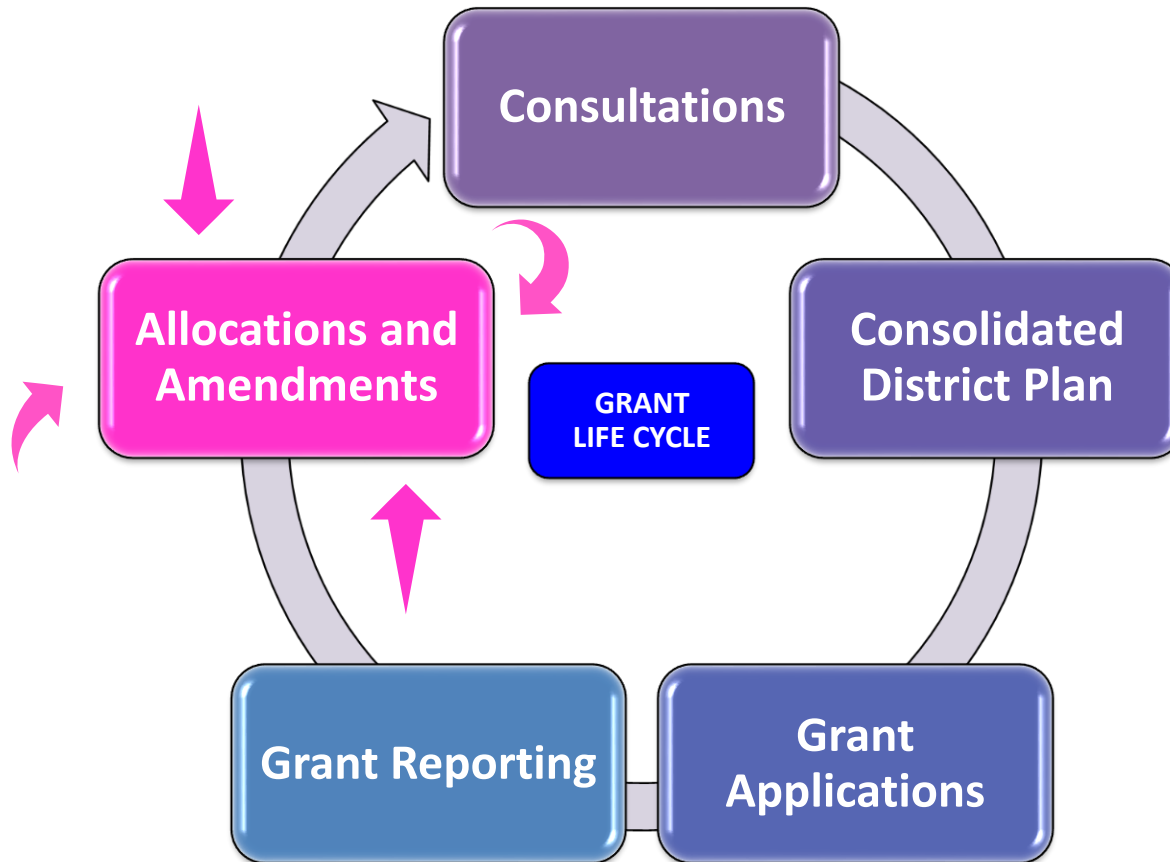 Consultations
Consolidated
District Plan
Grant
Applications
Grant Reporting
Allocations and
Amendments
GRANT
LIFE CYCLE